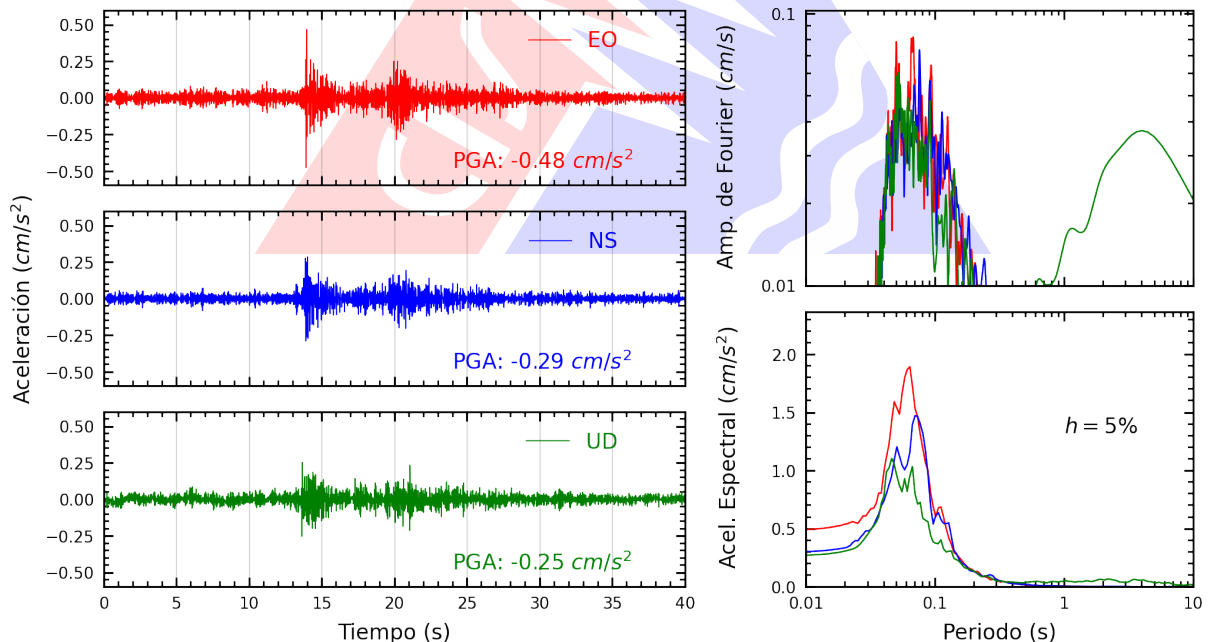 Aceleración (cm/s²)
0.50
0.25
0.00
−0.25
−0.50
EO
PGA: -0.48 cm/s²
0.50
0.25
0.00
−0.25
−0.50
NS
PGA: -0.29 cm/s²
0.50
0.25
0.00
−0.25
−0.50
UD
PGA: -0.25 cm/s²
0 5 10 15 20 25 30 35 40
Tiempo (s)
Amp. de Fourier (cm/s)
0.1
0.01
Acel. Espectral (cm/s²)
2.0
1.5
1.0
0.5
0.0
h = 5%
0.01 0.1 1 10
Periodo (s)